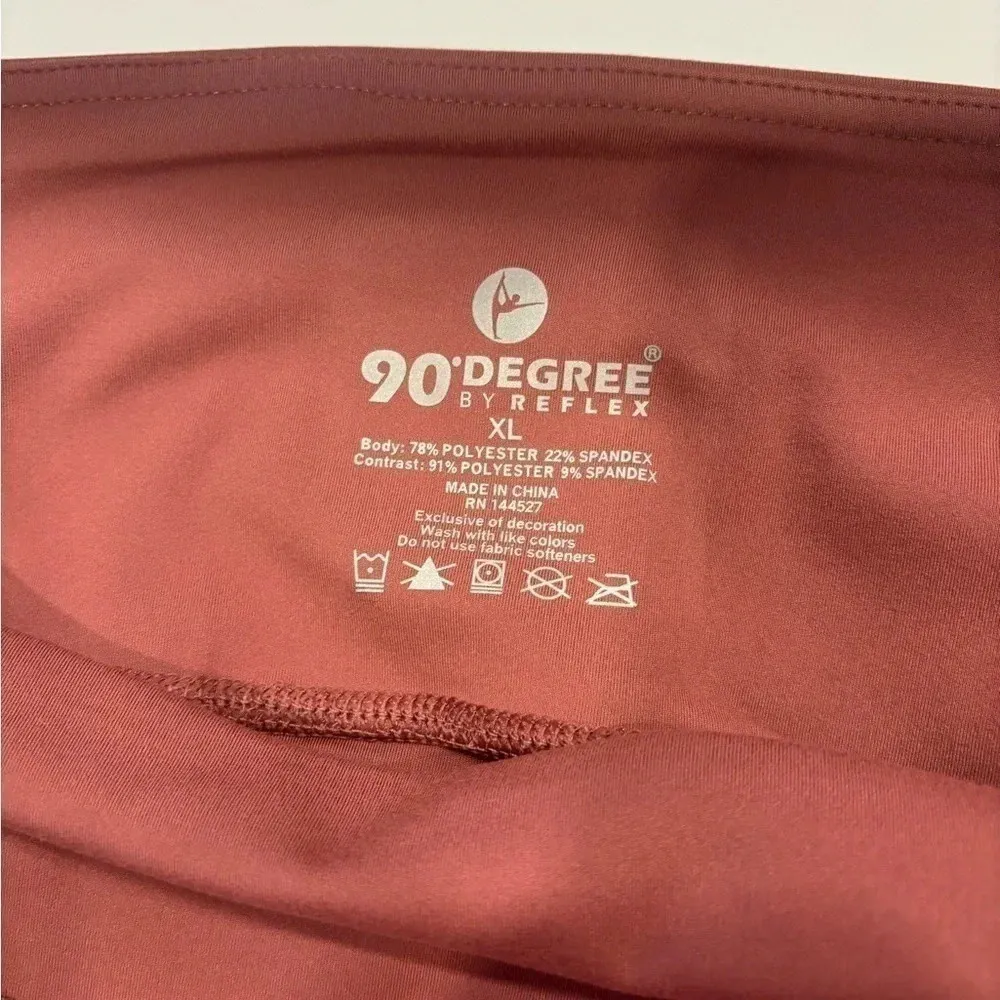 90°DEGREE®
BY REFLEX
XL
Body: 78% POLYESTER 22% SPANDEX
Contrast: 91% POLYESTER 9% SPANDEX
MADE IN CHINA
RN 144527
Exclusive of decoration
Wash with like colors
Do not use fabric softeners